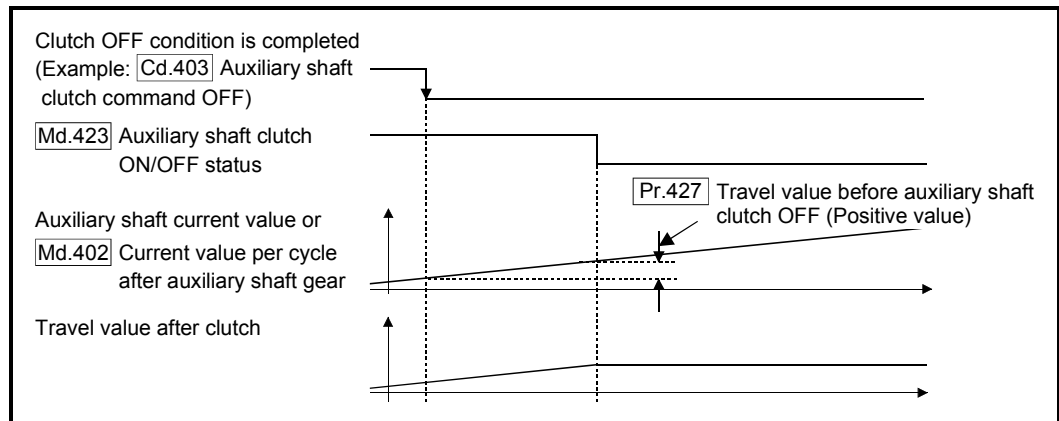 Clutch OFF condition is completed
(Example: Cd.403 Auxiliary shaft
clutch command OFF)
Md.423 Auxiliary shaft clutch
ON/OFF status
Pr.427 Travel value before auxiliary shaft
clutch OFF (Positive value)
Auxiliary shaft current value or
Md.402 Current value per cycle
after auxiliary shaft gear
Travel value after clutch